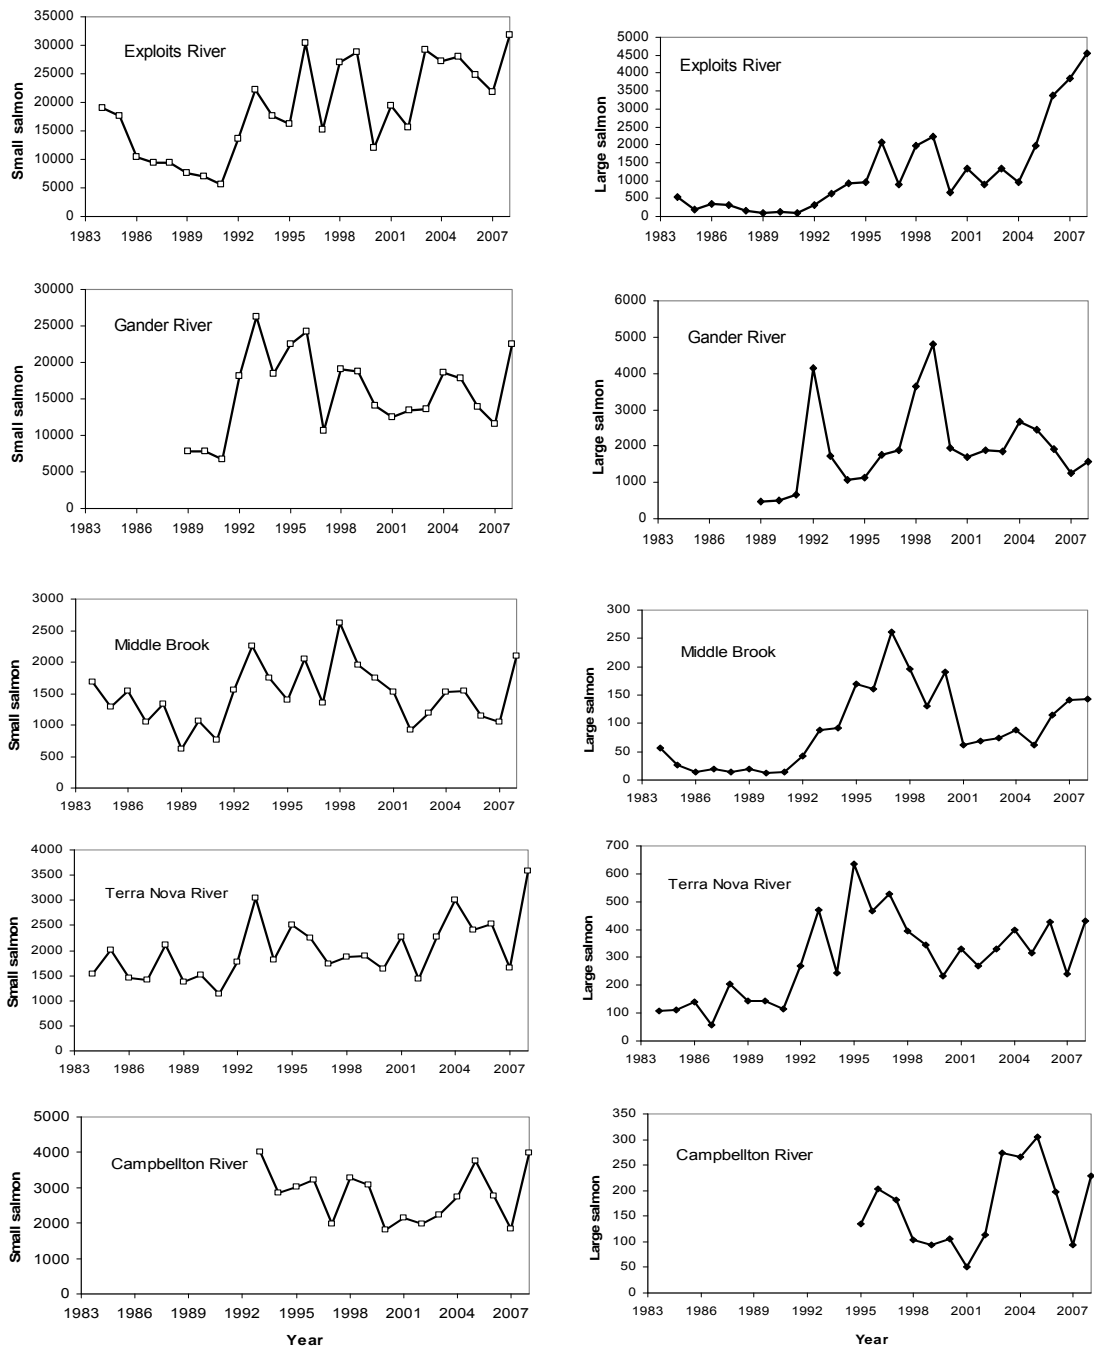 Exploits River
Small salmon
35000
30000
25000
20000
15000
10000
5000
0
1983 1986 1989 1992 1995 1998 2001 2004 2007
Exploits River
Large salmon
5000
4500
4000
3500
3000
2500
2000
1500
1000
500
0
1983 1986 1989 1992 1995 1998 2001 2004 2007
Gander River
Small salmon
30000
25000
20000
15000
10000
5000
0
1983 1986 1989 1992 1995 1998 2001 2004 2007
Gander River
Large salmon
6000
5000
4000
3000
2000
1000
0
1983 1986 1989 1992 1995 1998 2001 2004 2007
Middle Brook
Small salmon
3000
2500
2000
1500
1000
500
0
1983 1986 1989 1992 1995 1998 2001 2004 2007
Middle Brook
Large salmon
300
250
200
150
100
50
0
1983 1986 1989 1992 1995 1998 2001 2004 2007
Terra Nova River
Small salmon
4000
3500
3000
2500
2000
1500
1000
500
0
1983 1986 1989 1992 1995 1998 2001 2004 2007
Terra Nova River
Large salmon
700
600
500
400
300
200
100
0
1983 1986 1989 1992 1995 1998 2001 2004 2007
Campbellton River
Small salmon
5000
4000
3000
2000
1000
0
1983 1986 1989 1992 1995 1998 2001 2004 2007
Year
Campbellton River
Large salmon
350
300
250
200
150
100
50
0
1983 1986 1989 1992 1995 1998 2001 2004 2007
Year